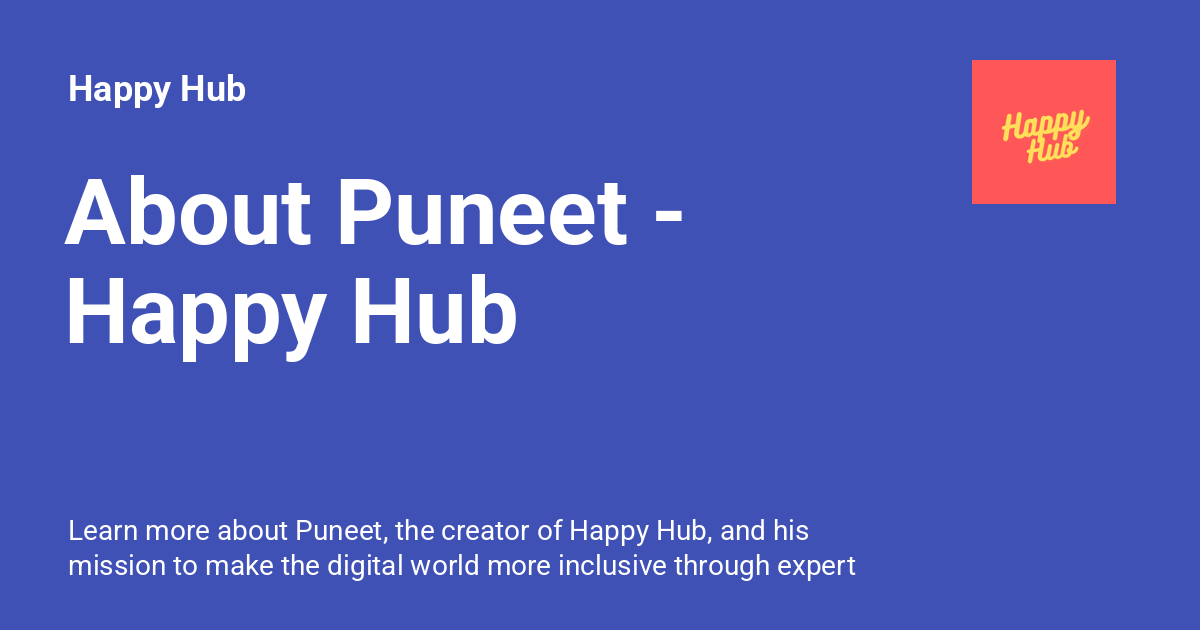 Happy Hub
Happy
Hub
About Puneet -
Happy Hub
Learn more about Puneet, the creator of Happy Hub, and his
mission to make the digital world more inclusive through expert